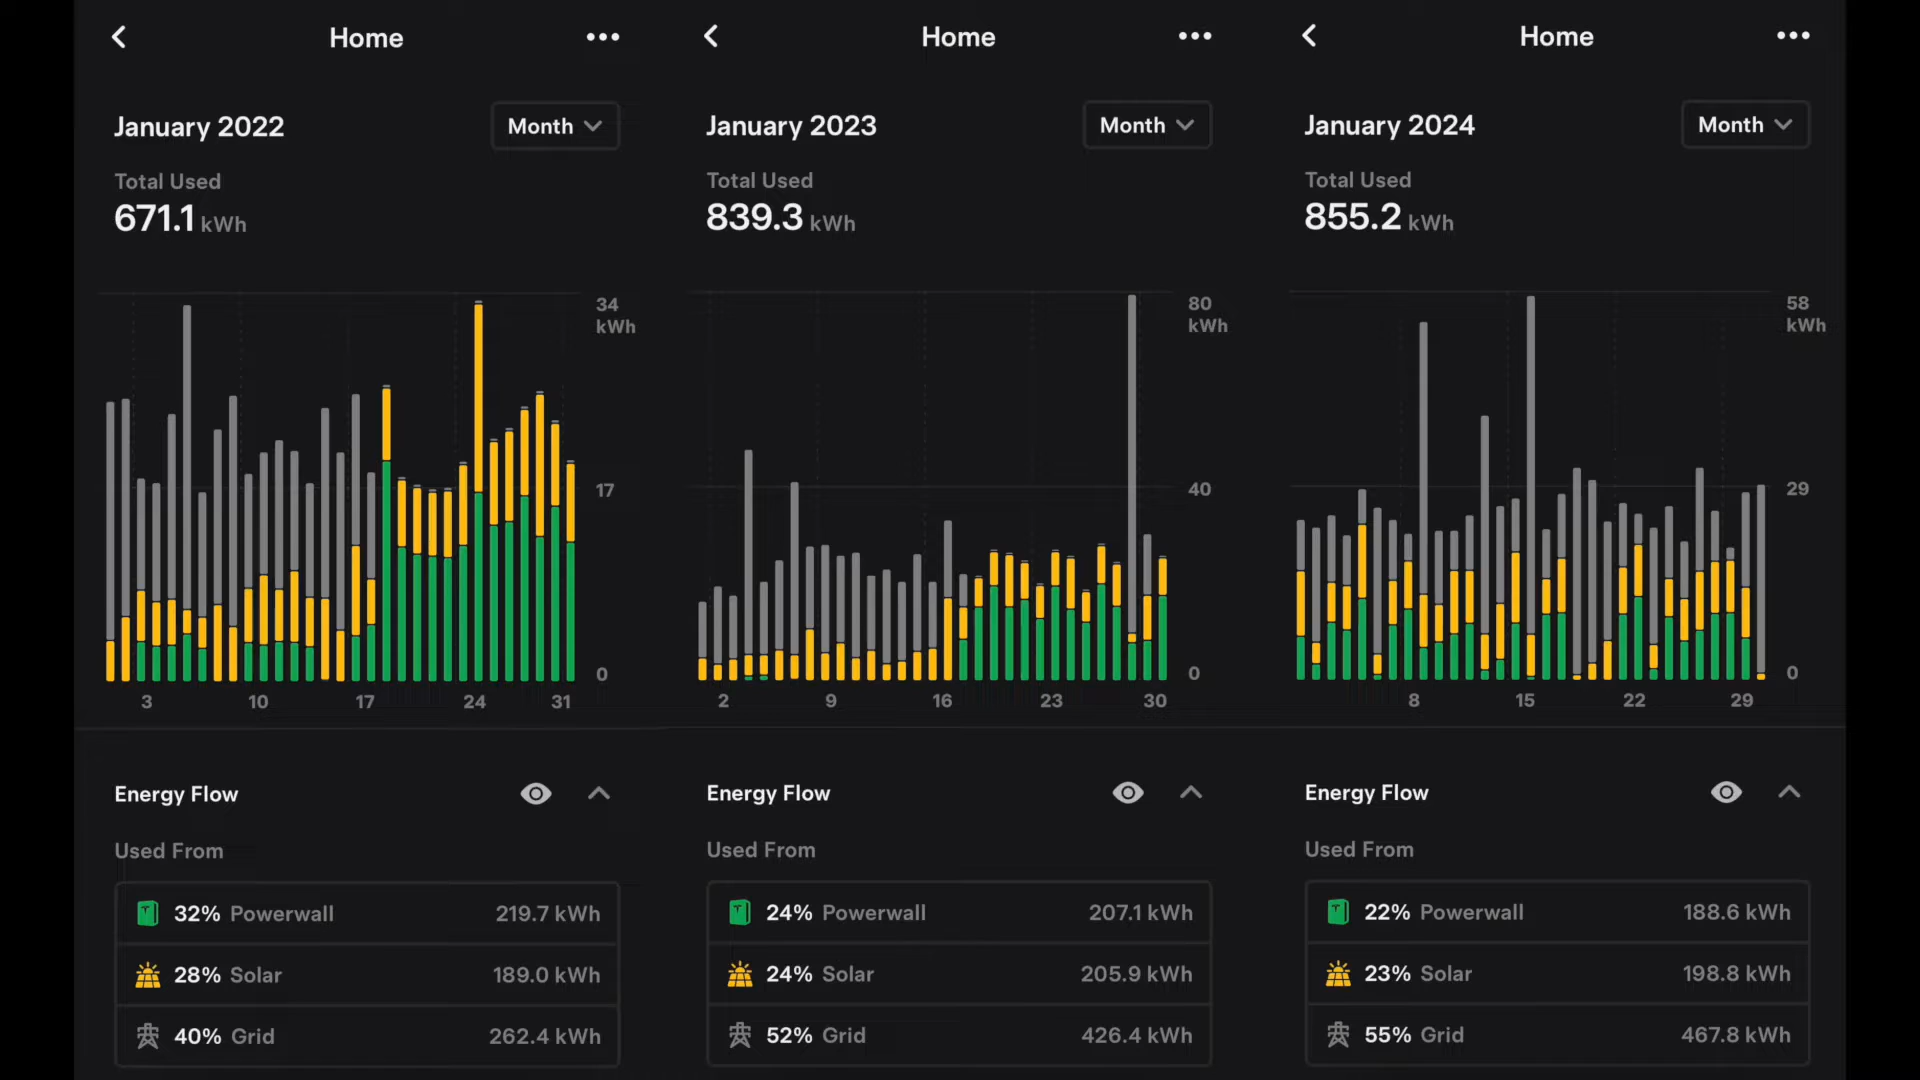 Home
January 2022
Month
Total Used
671.1 kWh
34
kWh
17
0
3 10 17 24 31
Energy Flow
Used From
32% Powerwall 219.7 kWh
28% Solar 189.0 kWh
40% Grid 262.4 kWh
Home
January 2023
Month
Total Used
839.3 kWh
80
kWh
40
0
2 9 16 23 30
Energy Flow
Used From
24% Powerwall 207.1 kWh
24% Solar 205.9 kWh
52% Grid 426.4 kWh
Home
January 2024
Month
Total Used
855.2 kWh
58
kWh
29
0
8 15 22 29
Energy Flow
Used From
22% Powerwall 188.6 kWh
23% Solar 198.8 kWh
55% Grid 467.8 kWh